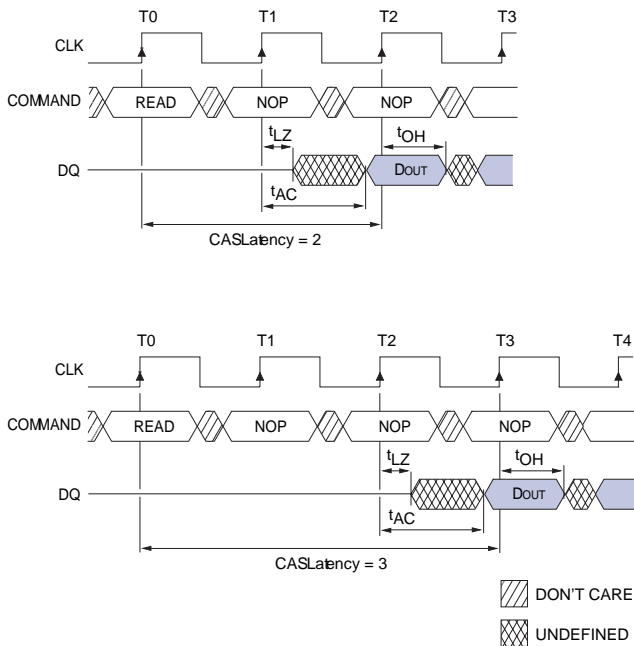 T0 T1 T2 T3
CLK
COMMAND READ NOP NOP
tLZ tOH
DQ DOUT
tAC
CASLatency = 2
T0 T1 T2 T3 T4
CLK
COMMAND READ NOP NOP NOP
tLZ tOH
DQ DOUT
tAC
CASLatency = 3
DON'T CARE
UNDEFINED